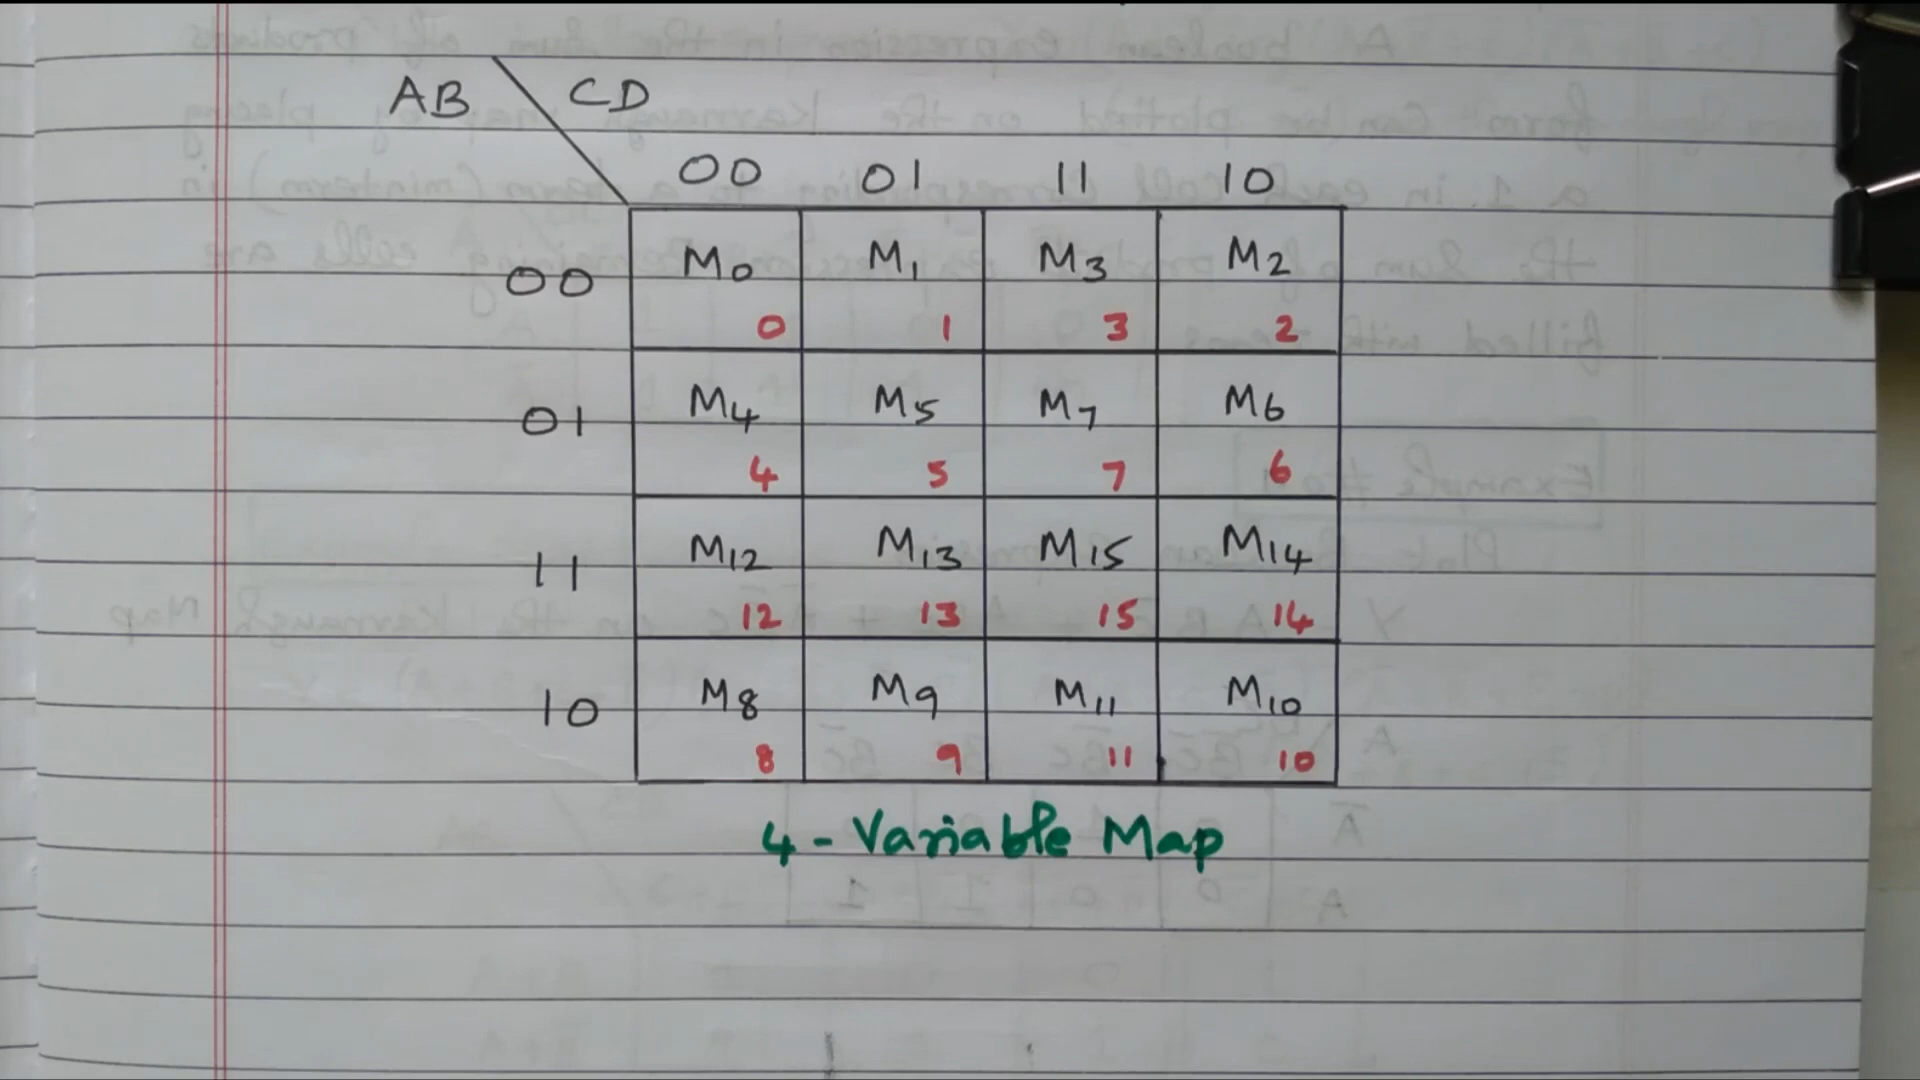 AB CD
00 01 11 10
00 M0 M1 M3 M2
0 1 3 2
01 M4 M5 M7 M6
4 5 7 6
11 M12 M13 M15 M14
12 13 15 14
10 M8 M9 M11 M10
8 9 11 10
4-Variable Map